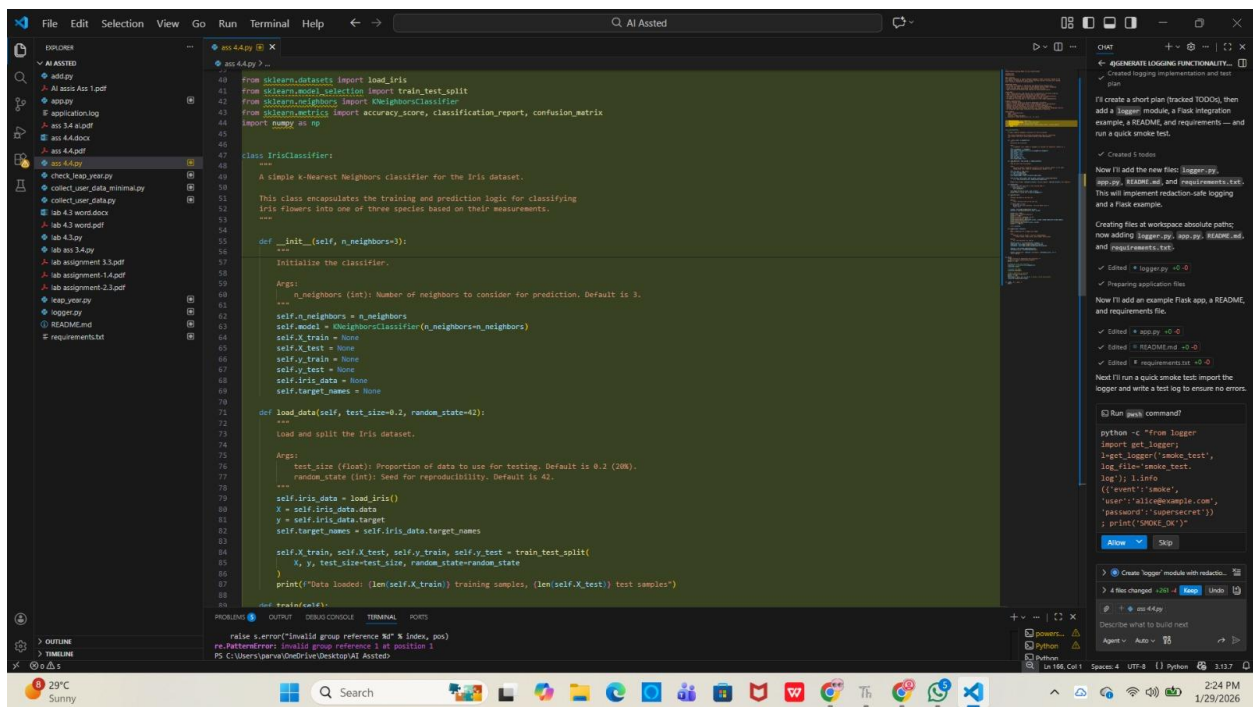 File Edit Selection View Go Run Terminal Help
AI Assted
EXPLORER
AI ASSTED
add.py
AI assis Ass 1.pdf
app.py
application.log
ass 3.4 ai.pdf
ass 4.4.docx
ass 4.4.pdf
ass 4.4.py
check_leap_year.py
collect_user_data_minimal.py
collect_user_data.py
lab 4.3 word.docx
lab 4.3 word.pdf
lab 4.3.py
lab ass 3.4.py
lab assignment 3.3.pdf
lab assignment-1.4.pdf
lab assignment-2.3.pdf
leap_year.py
logger.py
README.md
requirements.txt
OUTLINE
TIMELINE
ass 4.4.py
ass 4.4.py > ...
40 from sklearn.datasets import load_iris
41 from sklearn.model_selection import train_test_split
42 from sklearn.neighbors import KNeighborsClassifier
43 from sklearn.metrics import accuracy_score, classification_report, confusion_matrix
44 import numpy as np
45
46
47 class IrisClassifier:
48 """
49 A simple k-Nearest Neighbors classifier for the Iris dataset.
50
51 This class encapsulates the training and prediction logic for classifying
52 iris flowers into one of three species based on their measurements.
53 """
54
55 def __init__(self, n_neighbors=3):
56 """
57 Initialize the classifier.
58
59 Args:
60 n_neighbors (int): Number of neighbors to consider for prediction. Default is 3.
61 """
62 self.n_neighbors = n_neighbors
63 self.model = KNeighborsClassifier(n_neighbors=n_neighbors)
64 self.X_train = None
65 self.X_test = None
66 self.y_train = None
67 self.y_test = None
68 self.iris_data = None
69 self.target_names = None
70
71 def load_data(self, test_size=0.2, random_state=42):
72 """
73 Load and split the Iris dataset.
74
75 Args:
76 test_size (float): Proportion of data to use for testing. Default is 0.2 (20%).
77 random_state (int): Seed for reproducibility. Default is 42.
78 """
79 self.iris_data = load_iris()
80 X = self.iris_data.data
81 y = self.iris_data.target
82 self.target_names = self.iris_data.target_names
83
84 self.X_train, self.X_test, self.y_train, self.y_test = train_test_split(
85 X, y, test_size=test_size, random_state=random_state
86 )
87 print(f"Data loaded: {len(self.X_train)} training samples, {len(self.X_test)} test samples")
88
89 def train(self):
PROBLEMS 5 OUTPUT DEBUG CONSOLE TERMINAL PORTS
raise s.error("invalid group reference %d" % index, pos)
re.PatternError: invalid group reference 1 at position 1
PS C:\Users\parva\OneDrive\Desktop\AI Assted>
powers...
Python
Python
CHAT
4)GENERATE LOGGING FUNCTIONALITY...
Created logging implementation and test
plan
I'll create a short plan (tracked TODOs), then
add a logger module, a Flask integration
example, a README, and requirements — and
run a quick smoke test.
Created 5 todos
Now I'll add the new files: logger.py,
app.py, README.md, and requirements.txt.
This will implement redaction-safe logging
and a Flask example.
Creating files at workspace absolute paths;
now adding logger.py, app.py, README.md,
and requirements.txt.
Edited logger.py +0 -0
Preparing application files
Now I'll add an example Flask app, a README,
and requirements file.
Edited app.py +0 -0
Edited README.md +0 -0
Edited requirements.txt +0 -0
Next I'll run a quick smoke test: import the
logger and write a test log to ensure no errors.
Run pwsh command?
python -c "from logger
import get_logger;
l=get_logger('smoke_test',
log_file='smoke_test.
log'); l.info
({'event':'smoke',
'user':'alice@example.com',
'password':'supersecret'})
; print('SMOKE_OK')"
Allow Skip
Create 'logger' module with redactio...
4 files changed +261 -4 Keep Undo
ass 4.4.py
Describe what to build next
Agent Auto
0 5
Ln 166, Col 1 Spaces: 4 UTF-8 {} Python 3.13.7
29°C
Sunny
Search
2:24 PM
1/29/2026